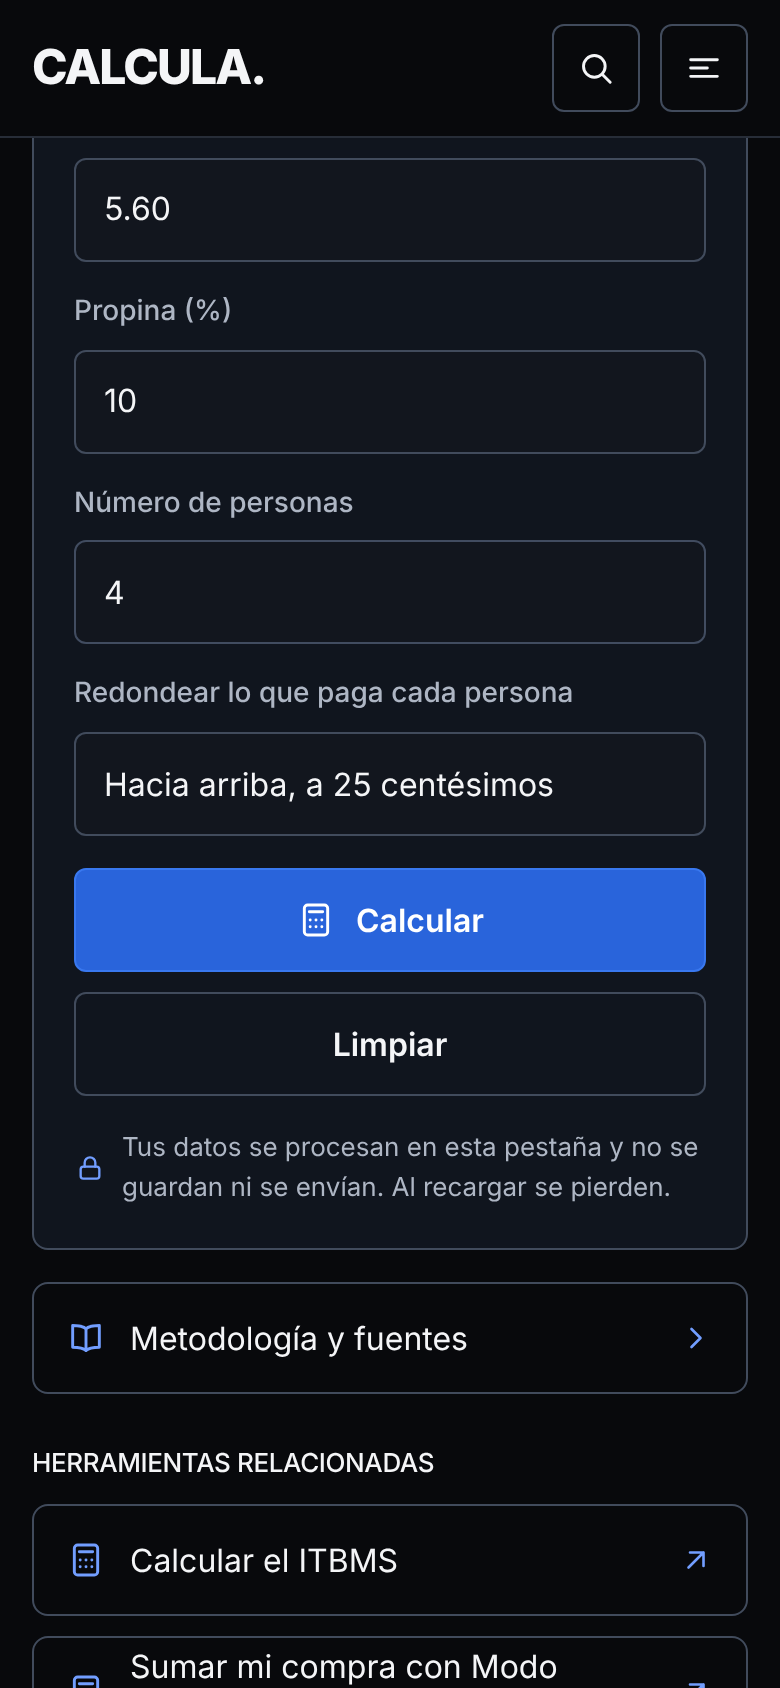 CALCULA.
5.60
Propina (%)
10
Número de personas
4
Redondear lo que paga cada persona
Hacia arriba, a 25 centésimos
Calcular
Limpiar
Tus datos se procesan en esta pestaña y no se
guardan ni se envían. Al recargar se pierden.
Metodología y fuentes
HERRAMIENTAS RELACIONADAS
Calcular el ITBMS
Sumar mi compra con Modo